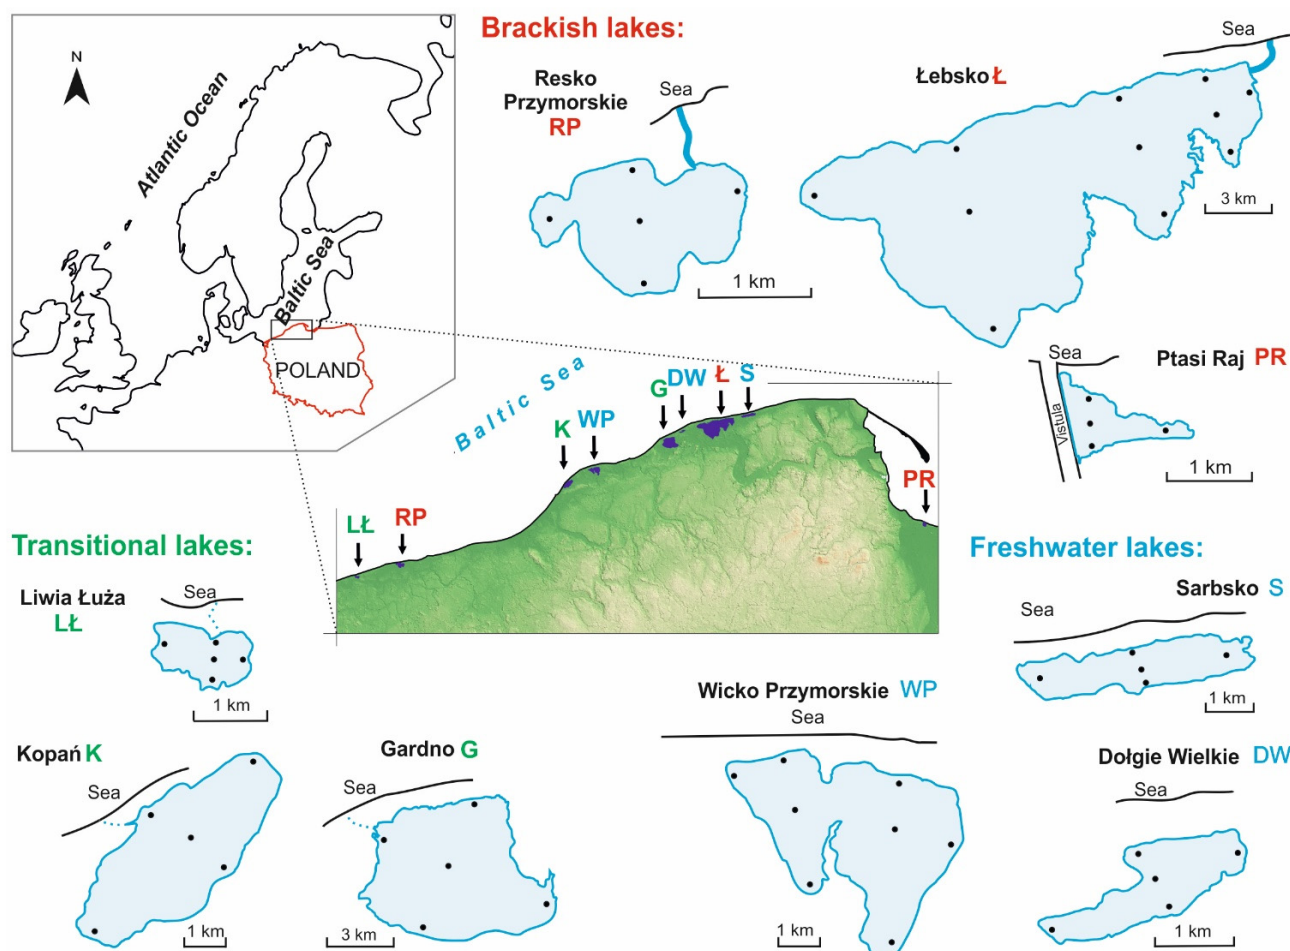 N
Atlantic Ocean
Baltic Sea
POLAND
Brackish lakes:
Resko
Przymorskie
RP
Sea
1 km
Łebsko Ł
Sea
3 km
Ptasi Raj PR
Sea
Vistula
1 km
Baltic Sea
LŁ
RP
K
WP
G
DW
Ł
S
PR
Transitional lakes:
Liwia Łuża
LŁ
Sea
1 km
Kopań K
Sea
1 km
Gardno G
Sea
3 km
Freshwater lakes:
Sarbsko S
Sea
1 km
Wicko Przymorskie WP
Sea
1 km
Dołgie Wielkie DW
Sea
1 km